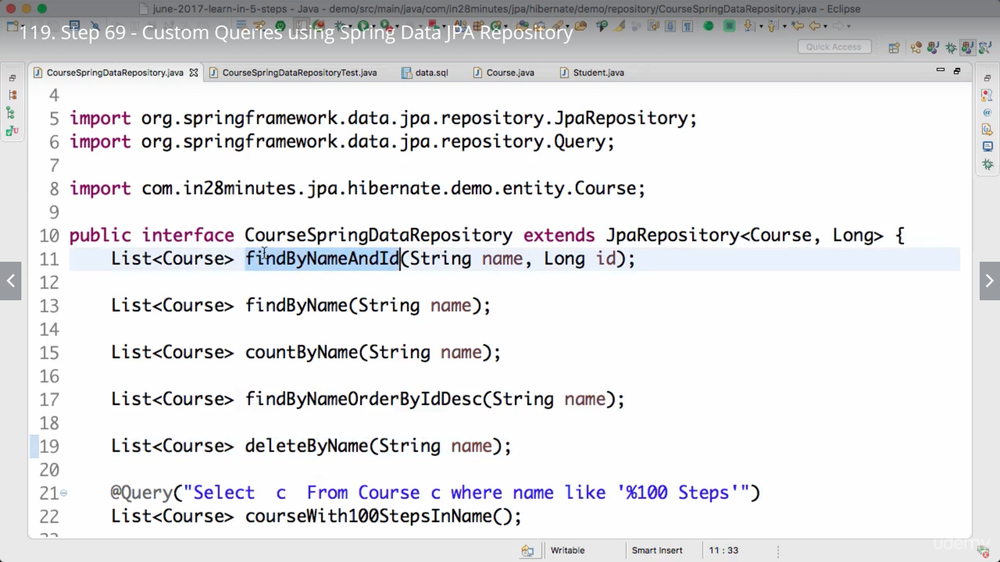 june-2017-learn-in-5-steps - Java - demo/src/main/java/com/in28minutes/jpa/hibernate/demo/repository/CourseSpringDataRepository.java - Eclipse
119. Step 69 - Custom Queries using Spring Data JPA Repository
Quick Access
CourseSpringDataRepository.java CourseSpringDataRepositoryTest.java data.sql Course.java Student.java
4
5 import org.springframework.data.jpa.repository.JpaRepository;
6 import org.springframework.data.jpa.repository.Query;
7
8 import com.in28minutes.jpa.hibernate.demo.entity.Course;
9
10 public interface CourseSpringDataRepository extends JpaRepository<Course, Long> {
11 List<Course> findByNameAndId(String name, Long id);
12
13 List<Course> findByName(String name);
14
15 List<Course> countByName(String name);
16
17 List<Course> findByNameOrderByIdDesc(String name);
18
19 List<Course> deleteByName(String name);
20
21 @Query("Select  c  From Course c where name like '%100 Steps'")
22 List<Course> courseWith100StepsInName();
Writable Smart Insert 11 : 33
udemy